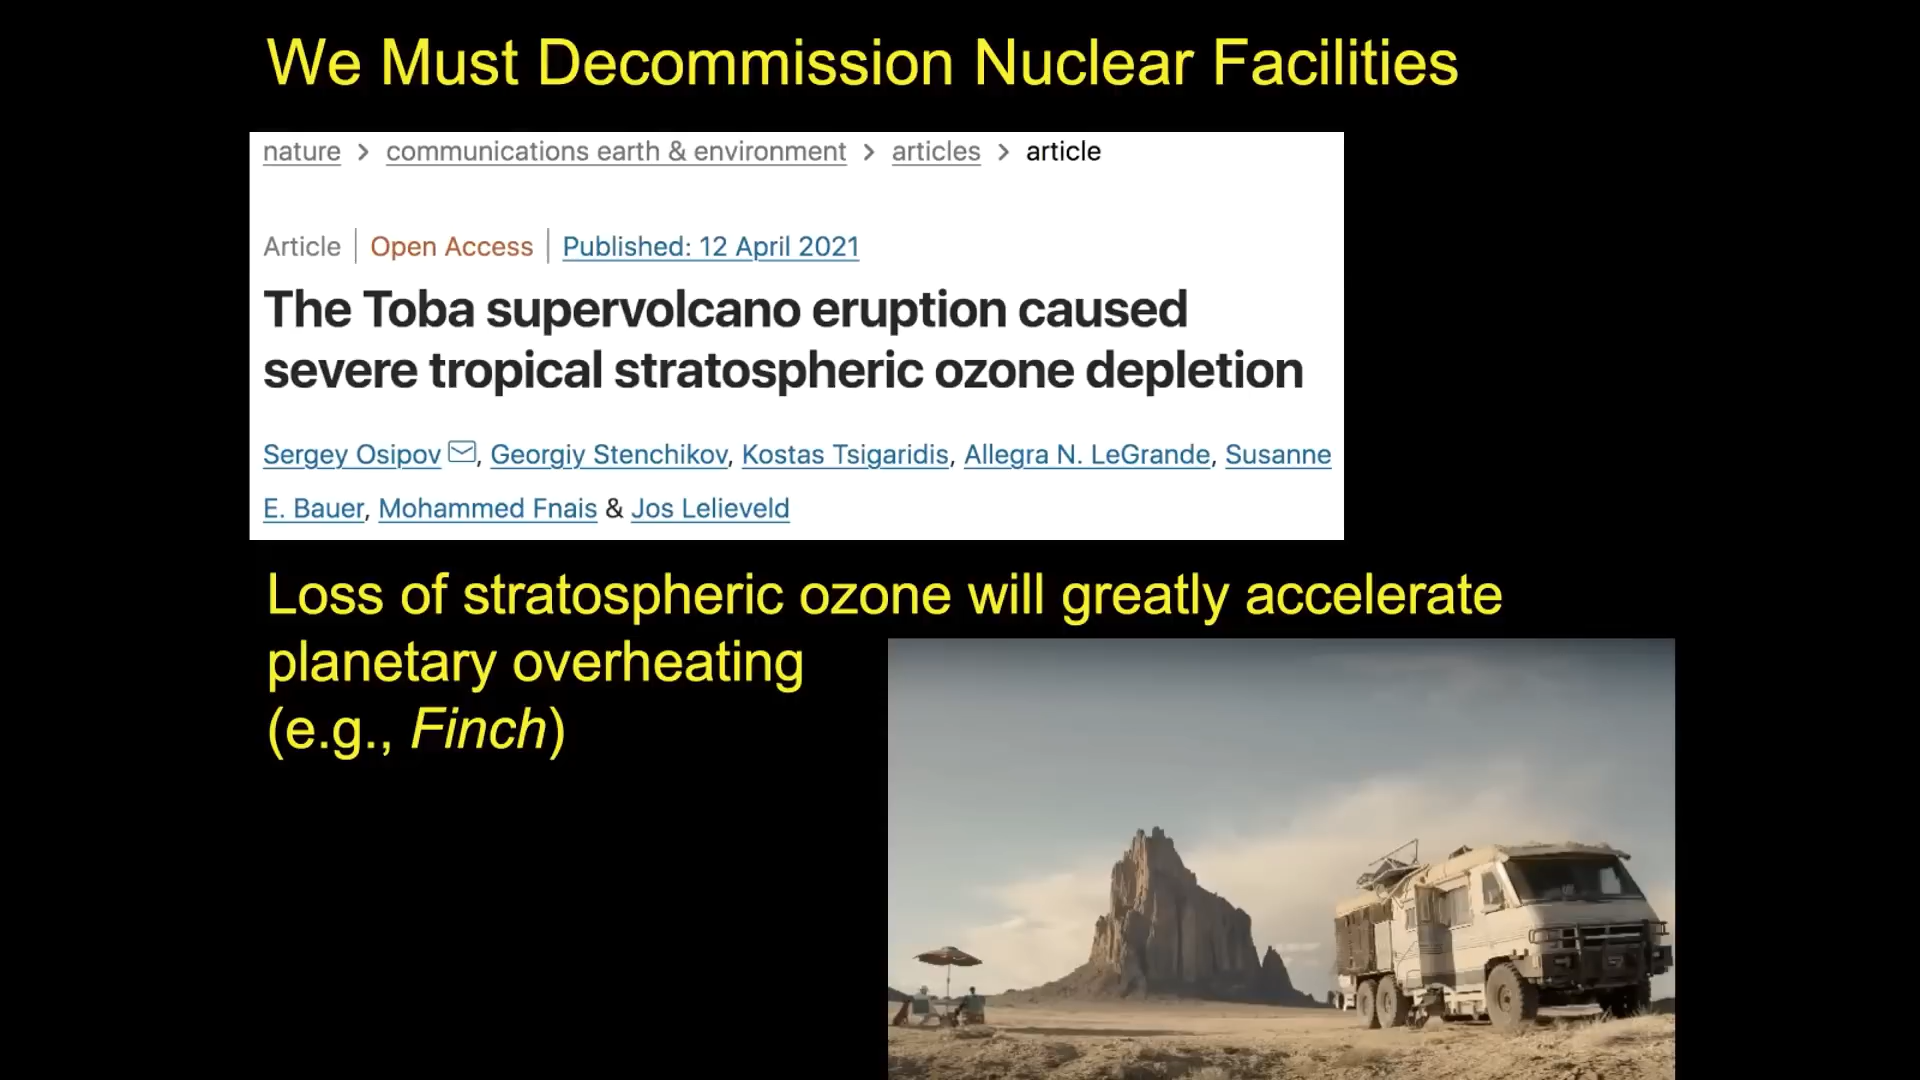 We Must Decommission Nuclear Facilities
nature > communications earth & environment > articles > article
Article | Open Access | Published: 12 April 2021
The Toba supervolcano eruption caused
severe tropical stratospheric ozone depletion
Sergey Osipov, Georgiy Stenchikov, Kostas Tsigaridis, Allegra N. LeGrande, Susanne
E. Bauer, Mohammed Fnais & Jos Lelieveld
Loss of stratospheric ozone will greatly accelerate
planetary overheating
(e.g., Finch)